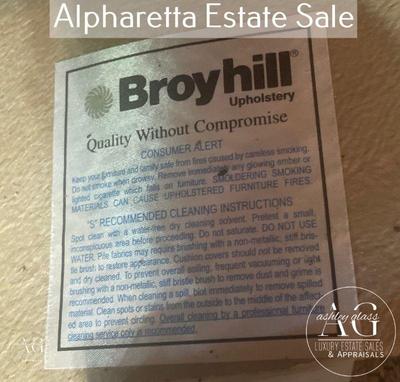 Alpharetta Estate Sale
Broyhill®
Upholstery
Quality Without Compromise
CONSUMER ALERT
Keep your furniture and family safe from fires caused by careless smoking.
Do not smoke when drowsy. Remove immediately any glowing ember or
lighted cigarette which falls on furniture. SMOLDERING SMOKING
MATERIALS CAN CAUSE UPHOLSTERED FURNITURE FIRES.
"S" RECOMMENDED CLEANING INSTRUCTIONS
Spot clean with a water-free dry cleaning solvent. Pretest a small,
inconspicuous area before proceeding. Do not saturate. DO NOT USE
WATER. Pile fabrics may require brushing with a non-metallic, stiff bris-
tle brush to restore appearance. Cushion covers should not be removed
and dry cleaned. To prevent overall soiling, frequent vacuuming or light
brushing with a non-metallic, stiff bristle brush to remove dust and grime is
recommended. When cleaning a spill, blot immediately to remove spilled
material. Clean spots or stains from the outside to the middle of the affect-
ed area to prevent circling. Overall cleaning by a professional furniture
cleaning service only is recommended.
AG
ashley glass
AG
LUXURY ESTATE SALES
& APPRAISALS